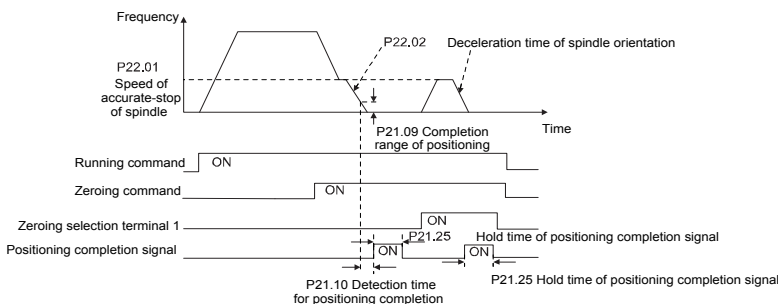 Frequency
P22.02
Deceleration time of spindle orientation
P22.01
Speed of
accurate-stop
of spindle
Time
P21.09 Completion
range of positioning
Running command
ON
Zeroing command
ON
Zeroing selection terminal 1
ON
P21.25
Hold time of positioning completion signal
Positioning completion signal
ON
ON
P21.10 Detection time
for positioning completion
P21.25 Hold time of positioning completion signal